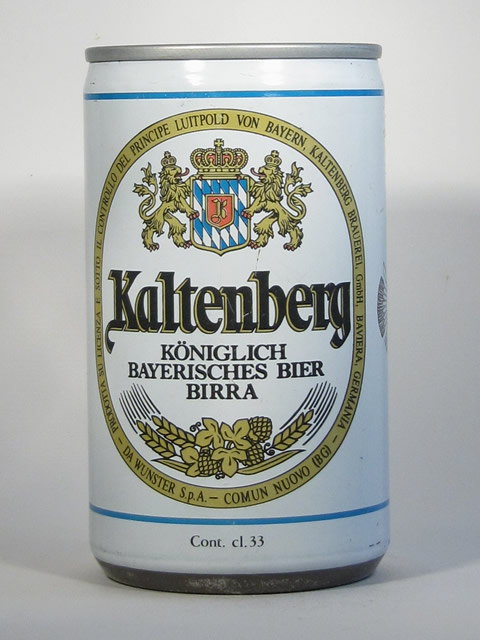 PRODOTTA SU LICENZA E SOTTO IL CONTROLLO DEL PRINCIPE LUITPOLD VON BAYERN, KALTENBERG BRAUEREI, GmbH, BAVIERA, GERMANIA
Kaltenberg
KÖNIGLICH
BAYERISCHES BIER
BIRRA
– DA WUNSTER S.p.A. – COMUN NUOVO (BG) –
Cont. cl. 33